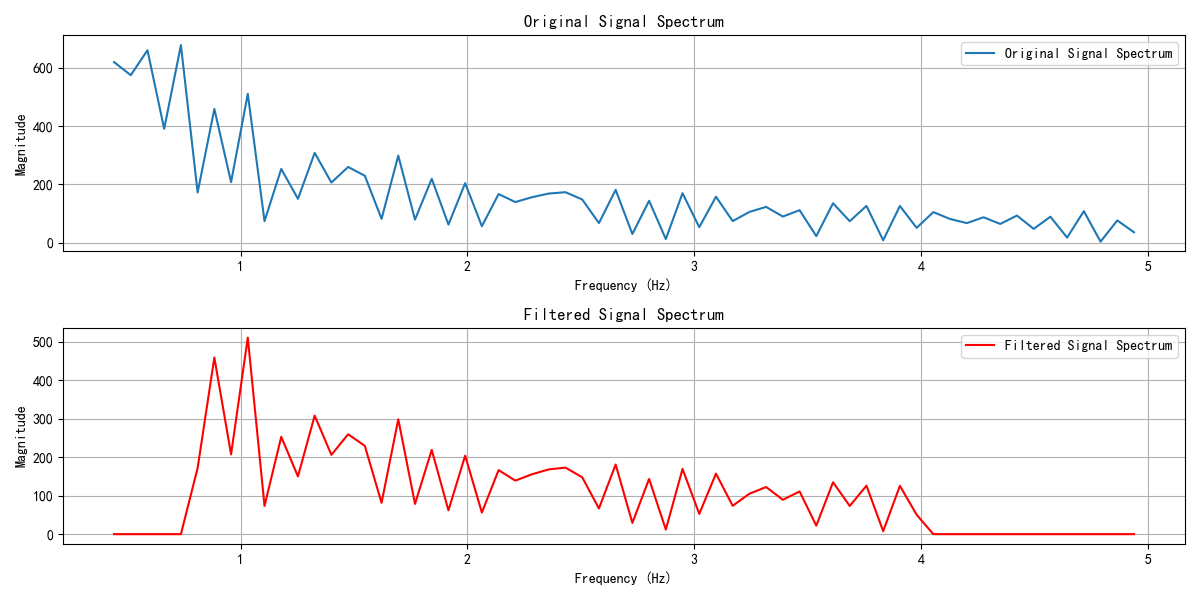 Original Signal Spectrum
Original Signal Spectrum
Magnitude
600
400
200
0
1
2
3
4
5
Frequency (Hz)
Filtered Signal Spectrum
Filtered Signal Spectrum
Magnitude
500
400
300
200
100
0
1
2
3
4
5
Frequency (Hz)